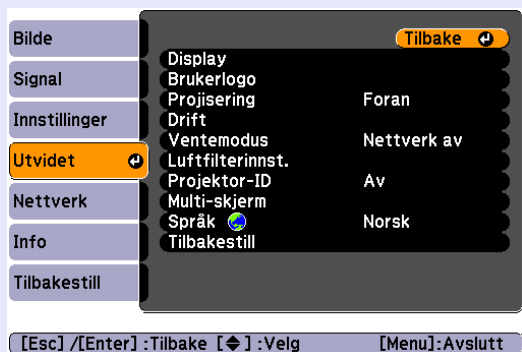 Bilde
Signal
Innstillinger
Utvidet
Nettverk
Info
Tilbakestill
Tilbake
Display
Brukerlogo
Projisering Foran
Drift
Ventemodus Nettverk av
Luftfilterinnst.
Projektor-ID Av
Multi-skjerm
Språk Norsk
Tilbakestill
[Esc] /[Enter] :Tilbake [◆] :Velg [Menu]:Avslutt